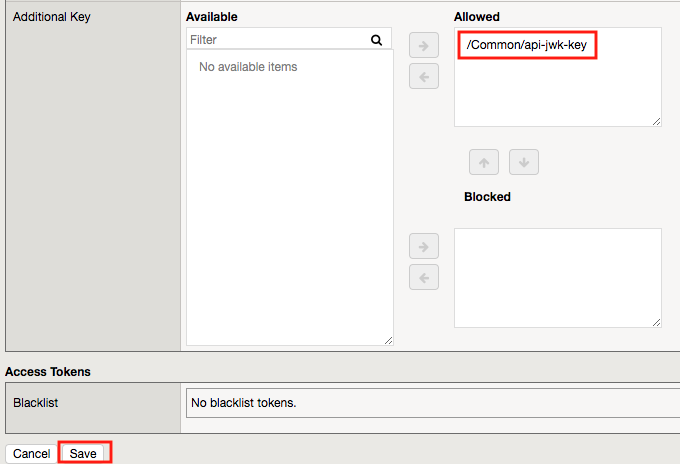 Additional Key
Available
Filter
No available items
Allowed
/Common/api-jwk-key
Blocked
Access Tokens
Blacklist
No blacklist tokens.
Cancel
Save